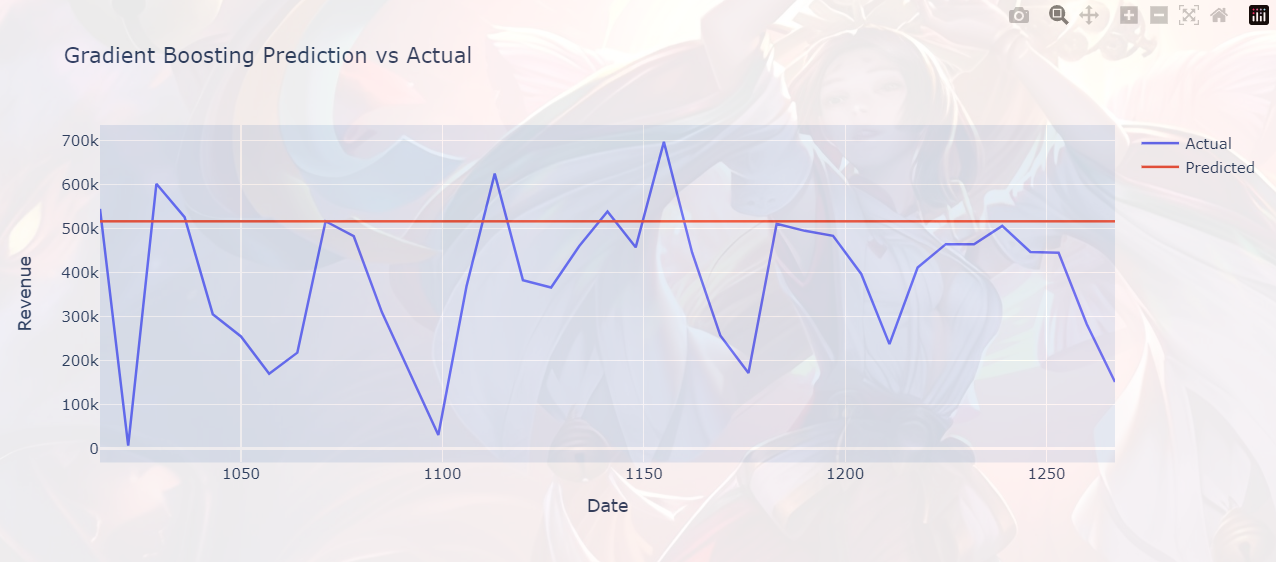 Gradient Boosting Prediction vs Actual
700k
600k
500k
400k
300k
200k
100k
0
Revenue
1050
1100
1150
1200
1250
Date
Actual
Predicted